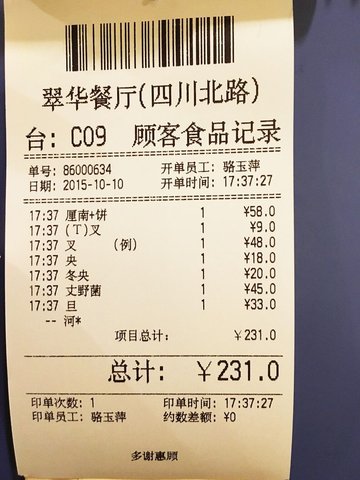 翠华餐厅(四川北路)
台: C09 顾客食品记录
单号: 86000634 开单员工: 骆玉萍
日期: 2015-10-10 开单时间: 17:37:27
17:37 厘南+饼 1 ¥58.0
17:37 (T)叉 1 ¥9.0
17:37 叉 (例) 1 ¥48.0
17:37 央 1 ¥18.0
17:37 冬央 1 ¥20.0
17:37 文野菌 1 ¥45.0
17:37 旦 1 ¥33.0
-- 河*
项目总计: ¥231.0
总计: ¥231.0
印单次数: 1 印单时间: 17:37:27
印单员工: 骆玉萍 约数差额: ¥0
多谢惠顾